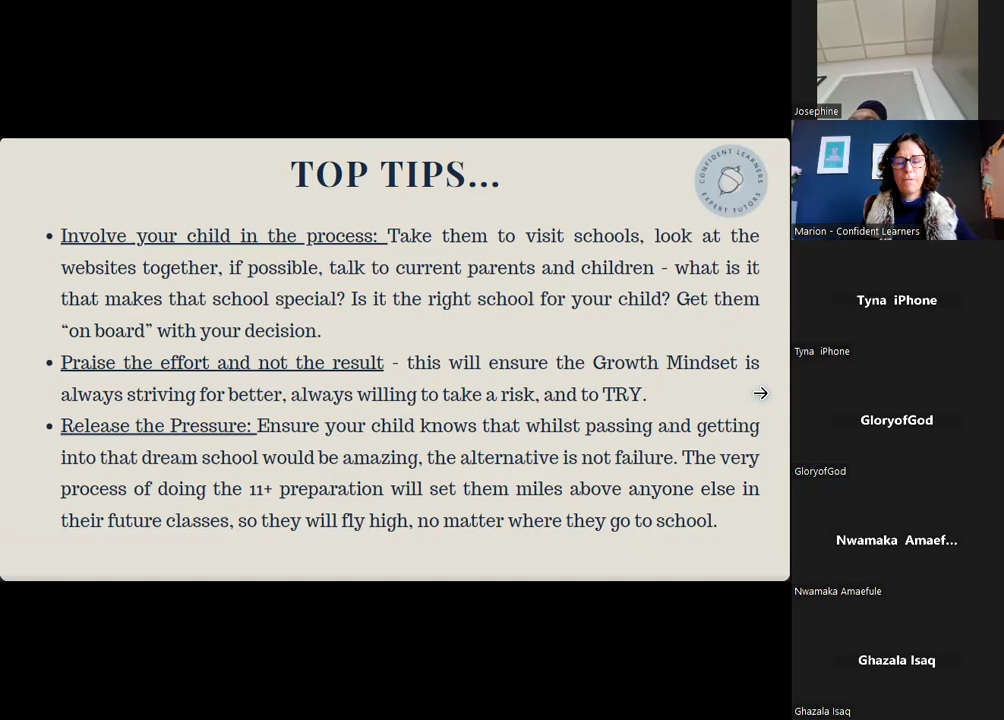 TOP TIPS...
CONFIDENT LEARNERS
EXPERT TUTORS
• Involve your child in the process: Take them to visit schools, look at the
websites together, if possible, talk to current parents and children - what is it
that makes that school special? Is it the right school for your child? Get them
“on board” with your decision.
• Praise the effort and not the result - this will ensure the Growth Mindset is
always striving for better, always willing to take a risk, and to TRY.
• Release the Pressure: Ensure your child knows that whilst passing and getting
into that dream school would be amazing, the alternative is not failure. The very
process of doing the 11+ preparation will set them miles above anyone else in
their future classes, so they will fly high, no matter where they go to school.
Josephine
Marion - Confident Learners
Tyna iPhone
Tyna iPhone
GloryofGod
GloryofGod
Nwamaka Amaef...
Nwamaka Amaefule
Ghazala Isaq
Ghazala Isaq